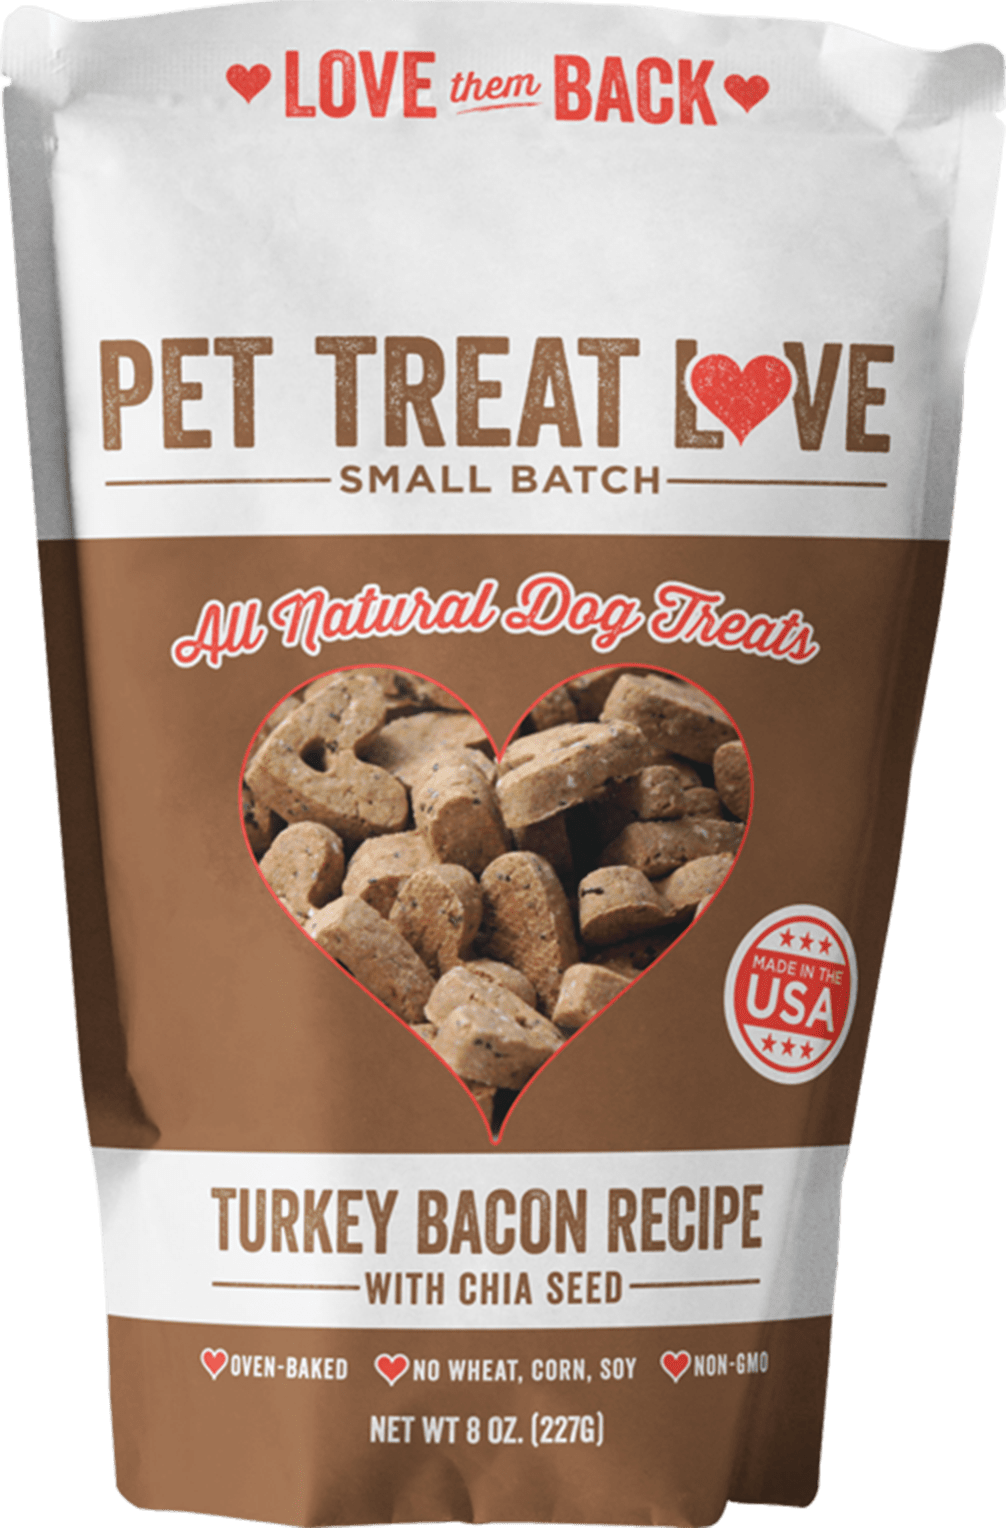 LOVE them BACK
PET TREAT LOVE
SMALL BATCH
All Natural Dog Treats
MADE IN THE
USA
TURKEY BACON RECIPE
WITH CHIA SEED
OVEN-BAKED NO WHEAT, CORN, SOY NON-GMO
NET WT 8 OZ. (227G)